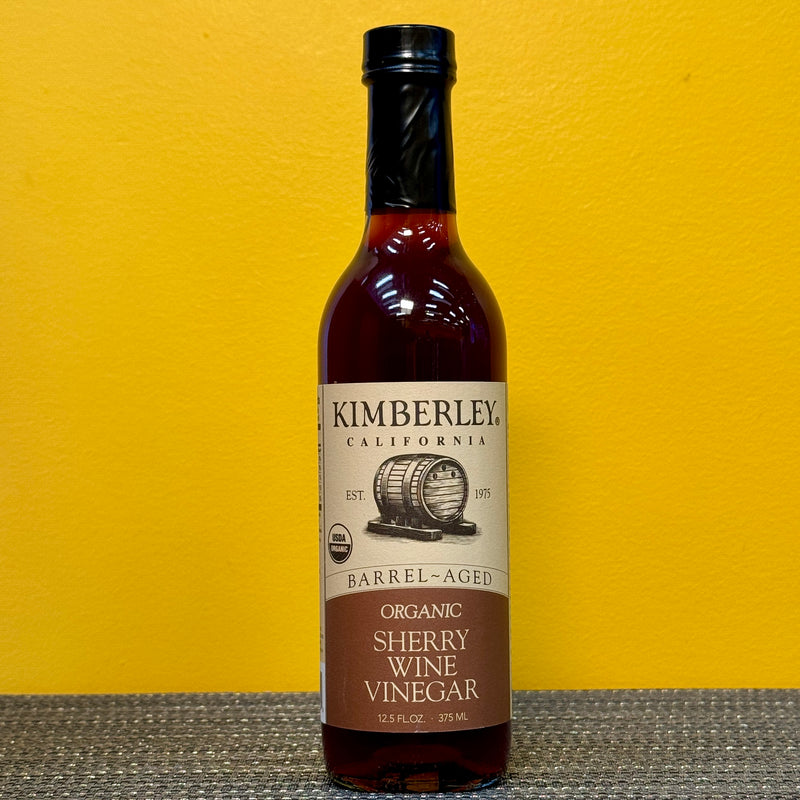 KIMBERLEY®
CALIFORNIA
EST. 1975
USDA
ORGANIC
BARREL~AGED
ORGANIC
SHERRY
WINE
VINEGAR
12.5 FL.OZ. · 375 ML